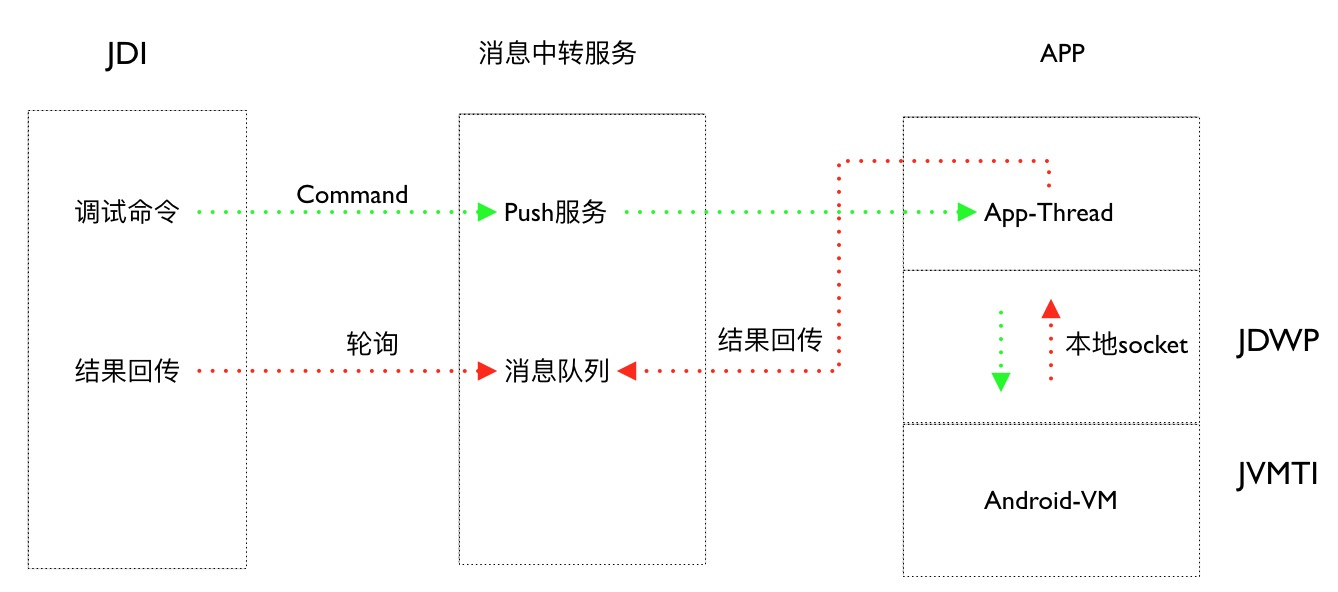 JDI
消息中转服务
APP
调试命令
Command
Push服务
App-Thread
结果回传
轮询
消息队列
结果回传
本地socket
JDWP
Android-VM
JVMTI